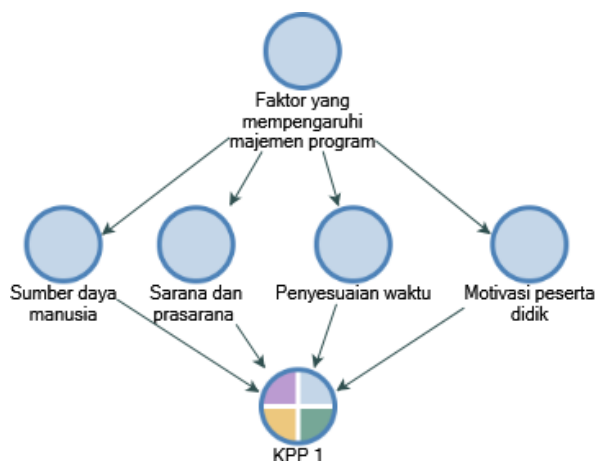 Faktor yang
mempengaruhi
majemen program
Sumber daya
manusia
Sarana dan
prasarana
Penyesuaian waktu
Motivasi peserta
didik
KPP 1